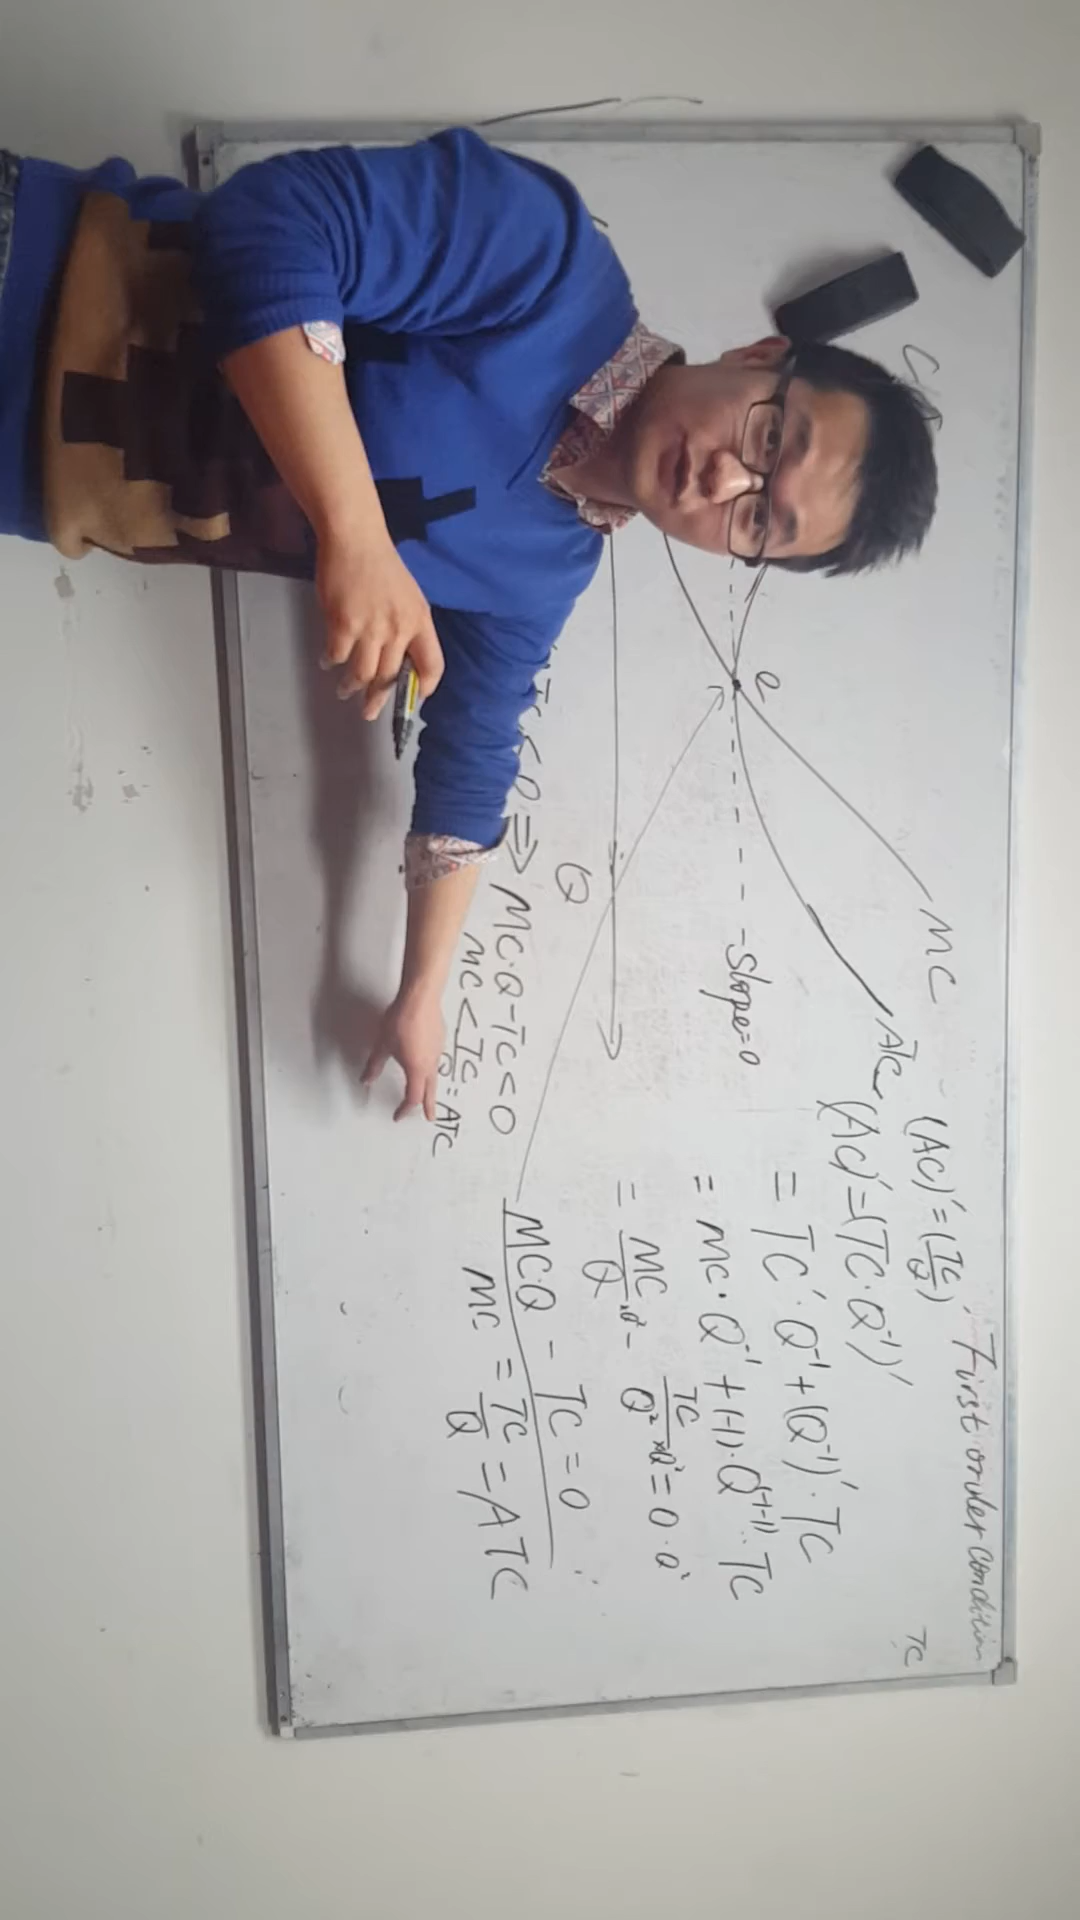 MC
ATC
e
slope=0
Q
TC<0 ⇒ MC·Q-TC<0
MC<TC/Q=ATC
First order condition
TC
(AC)'=(TC/Q)'
(AC)'=(TC·Q⁻¹)'
= TC'·Q⁻¹+(Q⁻¹)'·TC
= MC·Q⁻¹+(-1)·Q⁽⁻¹⁻¹⁾·TC
= MC/Q ·Q² - TC/Q² ×Q² = 0·Q²
MC·Q - TC = 0
MC = TC/Q = ATC